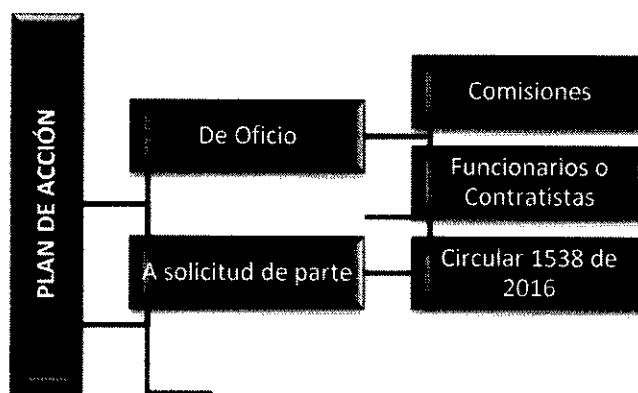 PLAN DE ACCIÓN
De Oficio
A solicitud de parte
Comisiones
Funcionarios o
Contratistas
Circular 1538 de
2016